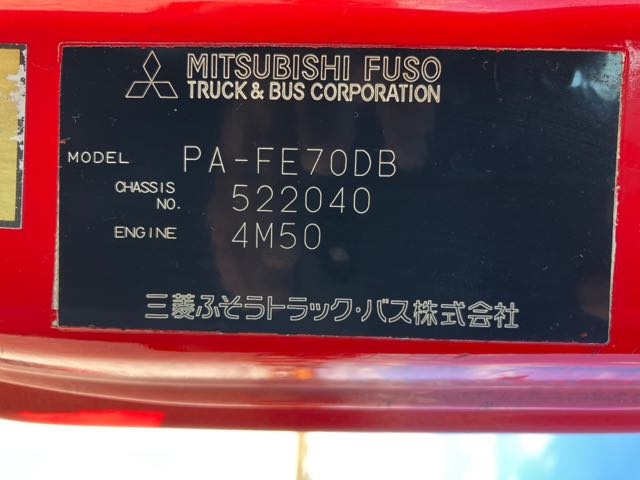 MITSUBISHI FUSO
TRUCK & BUS CORPORATION
MODEL PA-FE70DB
CHASSIS NO. 522040
ENGINE 4M50
三菱ふそうトラック・バス株式会社